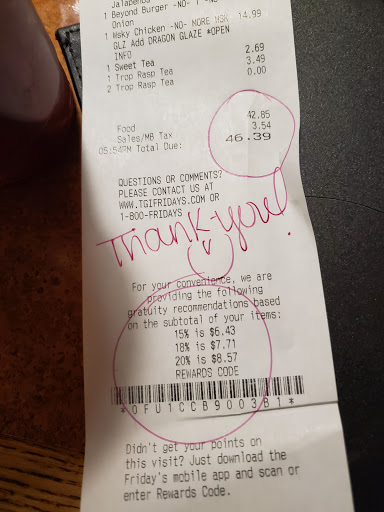 Jalapenos
1 Beyond Burger -NO- T -NO-
Onion
1 Waky Chicken -NO- MORE MSK 14.99
GLZ Add DRAGON GLAZE *OPEN
INFO
1 Sweet Tea 2.69
1 Trop Rasp Tea 3.49
2 Trop Rasp Tea 0.00
Food 42.85
Sales/MB Tax 3.54
05:54PM Total Due: 46.39
QUESTIONS OR COMMENTS?
PLEASE CONTACT US AT
WWW.TGIFRIDAYS.COM OR
1-800-FRIDAYS
Thank-you!
For your convenience, we are
providing the following
gratuity recommendations based
on the subtotal of your items:
15% is $6.43
18% is $7.71
20% is $8.57
REWARDS CODE
*0FU1CCB9003B1*
Didn't get your points on
this visit? Just download the
Friday's mobile app and scan or
enter Rewards Code.